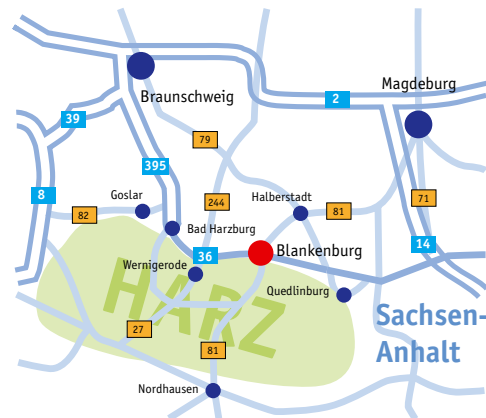 Braunschweig
Magdeburg
2
39
79
395
8
Goslar
82
244
Halberstadt
81
71
Bad Harzburg
36
Blankenburg
14
Wernigerode
Quedlinburg
HARZ
27
81
Sachsen-
Anhalt
Nordhausen